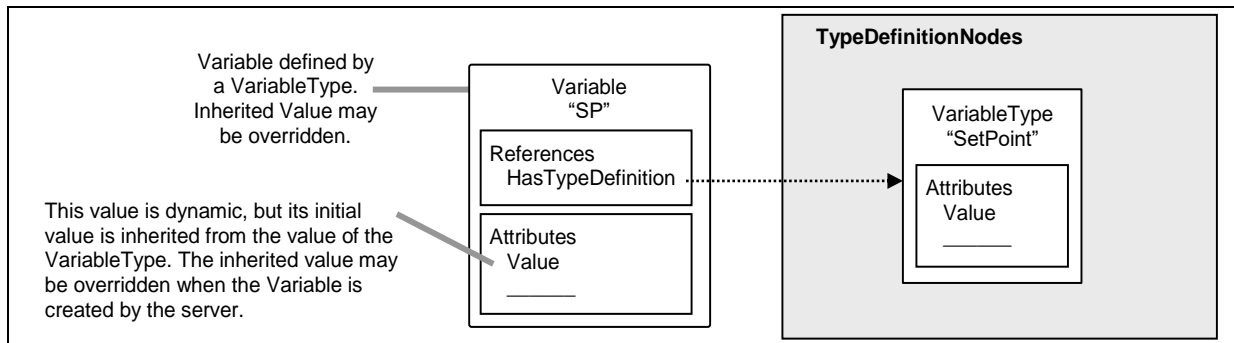 Variable defined by
a VariableType.
Inherited Value may
be overridden.
This value is dynamic, but its initial
value is inherited from the value of the
VariableType. The inherited value may
be overridden when the Variable is
created by the server.
Variable
“SP”
References
HasTypeDefinition
Attributes
Value
______
TypeDefinitionNodes
VariableType
“SetPoint”
Attributes
Value
______